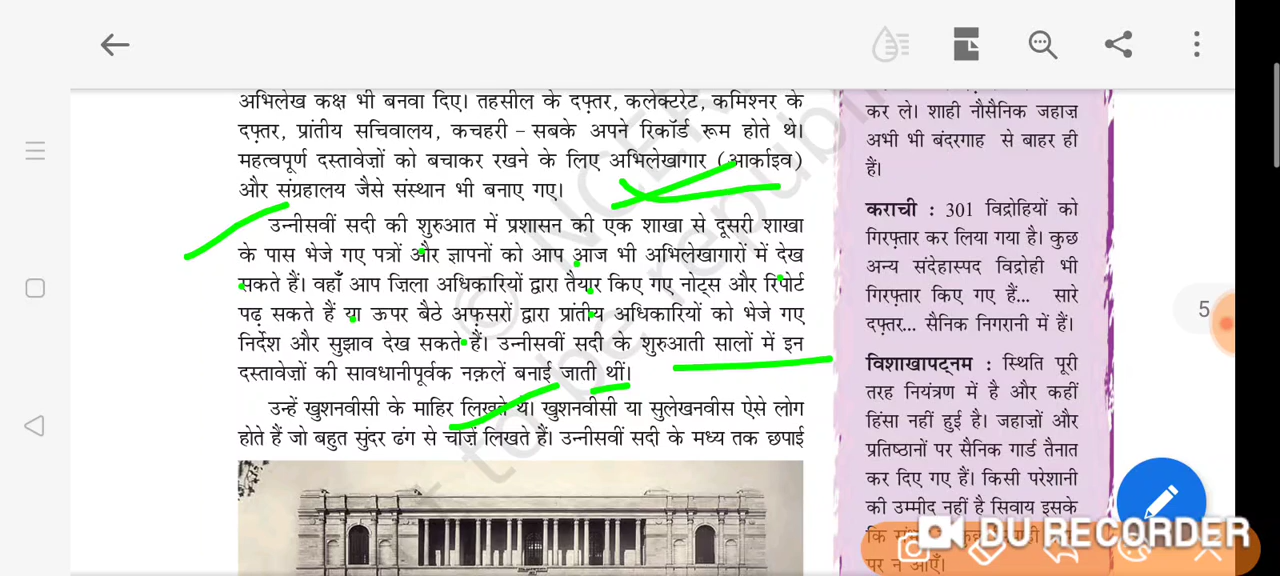 अभिलेख कक्ष भी बनवा दिए। तहसील के दफ़्तर, कलेक्टरेट, कमिश्नर के
दफ़्तर, प्रांतीय सचिवालय, कचहरी – सबके अपने रिकॉर्ड रूम होते थे।
महत्वपूर्ण दस्तावेज़ों को बचाकर रखने के लिए अभिलेखागार (आर्काइव)
और संग्रहालय जैसे संस्थान भी बनाए गए।
उन्नीसवीं सदी की शुरुआत में प्रशासन की एक शाखा से दूसरी शाखा
के पास भेजे गए पत्रों और ज्ञापनों को आप आज भी अभिलेखागारों में देख
सकते हैं। वहाँ आप ज़िला अधिकारियों द्वारा तैयार किए गए नोट्स और रिपोर्ट
पढ़ सकते हैं या ऊपर बैठे अफ़सरों द्वारा प्रांतीय अधिकारियों को भेजे गए
निर्देश और सुझाव देख सकते हैं। उन्नीसवीं सदी के शुरुआती सालों में इन
दस्तावेज़ों की सावधानीपूर्वक नक़लें बनाई जाती थीं।
उन्हें खुशनवीसी के माहिर लिखते थे। खुशनवीसी या सुलेखनवीस ऐसे लोग
होते हैं जो बहुत सुंदर ढंग से चीज़ें लिखते हैं। उन्नीसवीं सदी के मध्य तक छपाई
कर ले। शाही नौसैनिक जहाज़
अभी भी बंदरगाह से बाहर ही
हैं।
कराची : 301 विद्रोहियों को
गिरफ़्तार कर लिया गया है। कुछ
अन्य संदेहास्पद विद्रोही भी
गिरफ़्तार किए गए हैं... सारे
दफ़्तर... सैनिक निगरानी में हैं।
विशाखापट्नम : स्थिति पूरी
तरह नियंत्रण में है और कहीं
हिंसा नहीं हुई है। जहाज़ों और
प्रतिष्ठानों पर सैनिक गार्ड तैनात
कर दिए गए हैं। किसी परेशानी
की उम्मीद नहीं है सिवाय इसके
कि
पर न आएँ।
5
DU RECORDER
© NCERT
to be republi